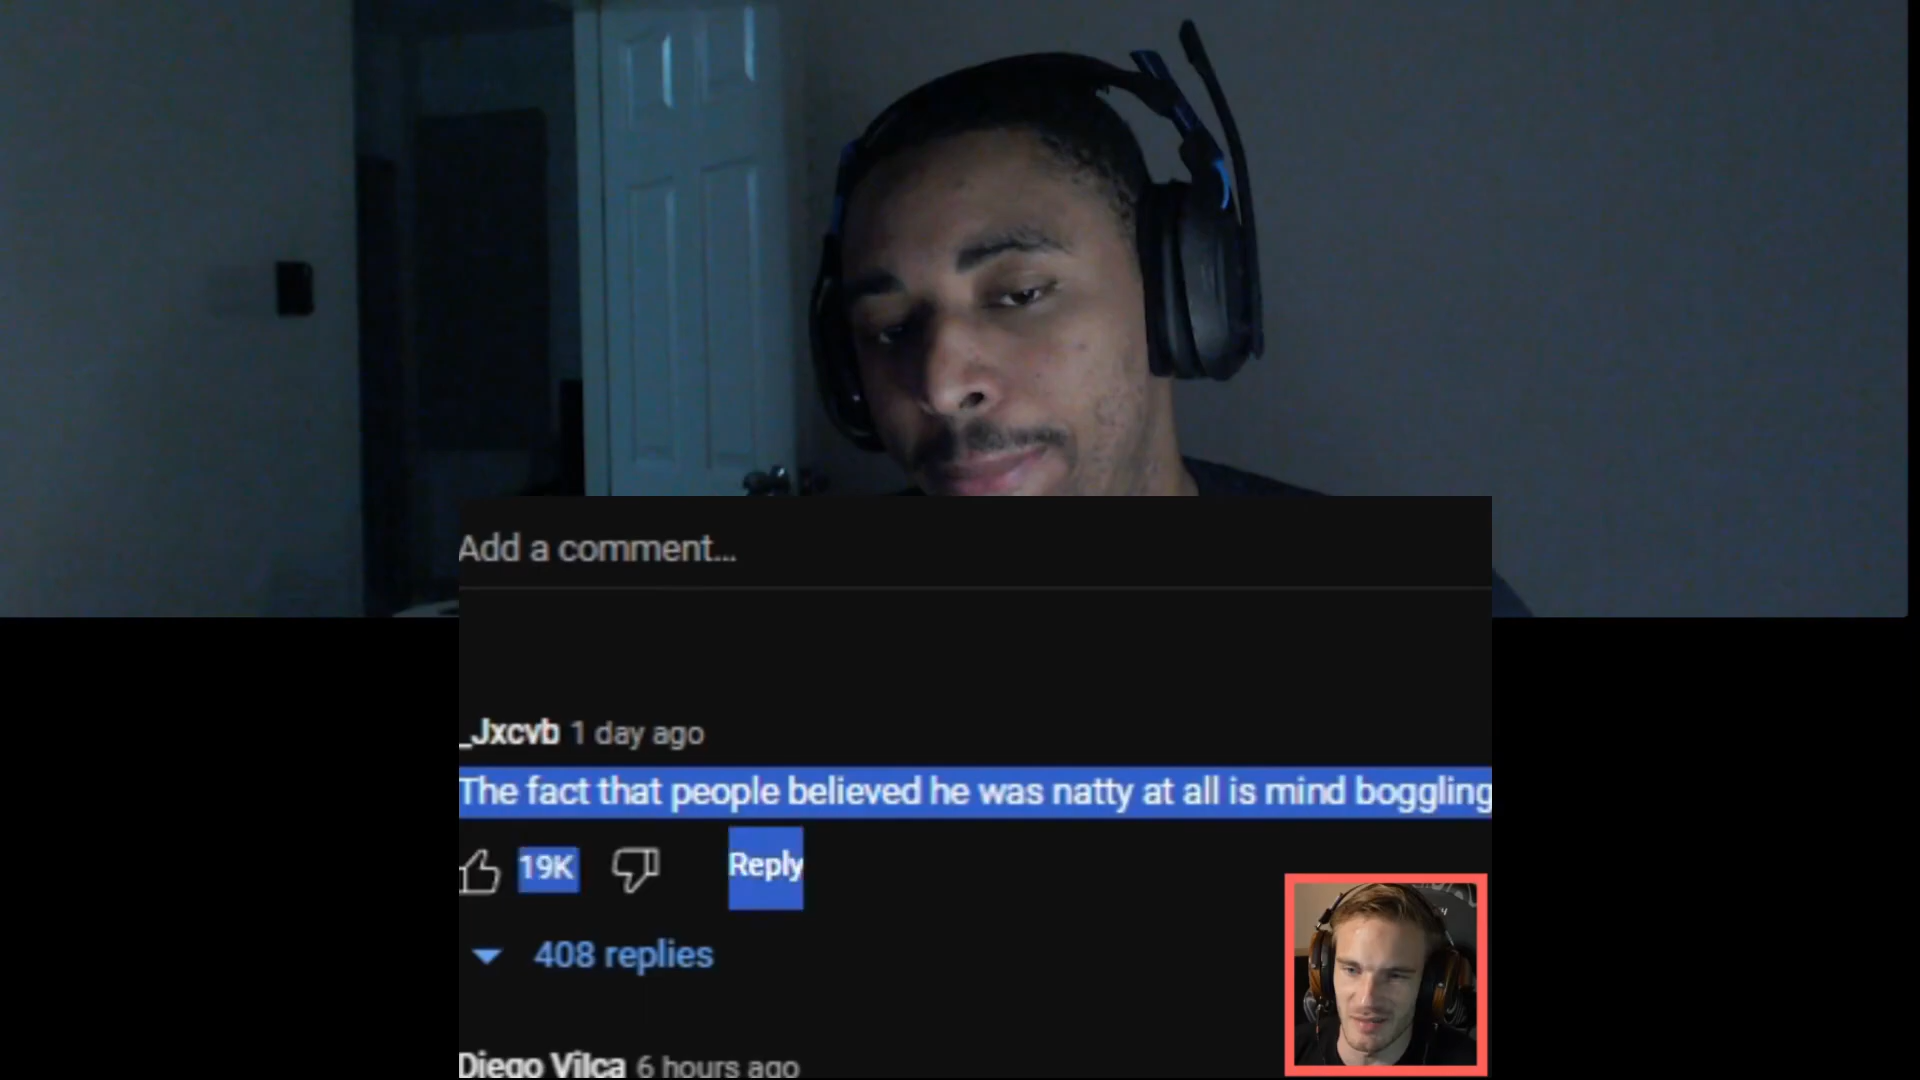 Add a comment...
_Jxcvb 1 day ago
The fact that people believed he was natty at all is mind boggling
19K Reply
408 replies
Diego Vilca 6 hours ago